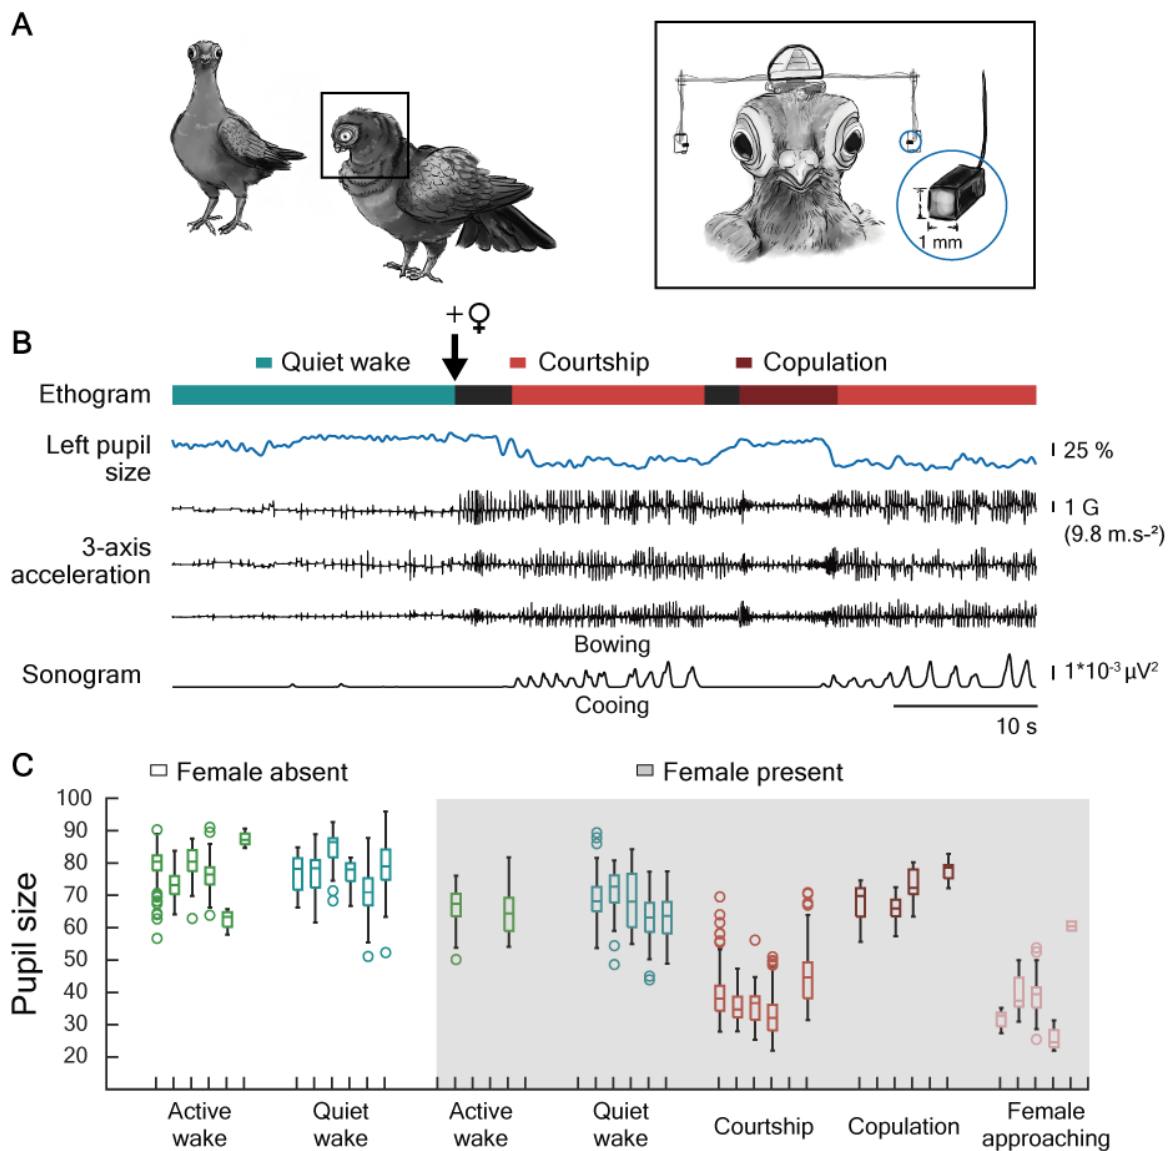 A
1 mm
+♀
B
Quiet wake
Courtship
Copulation
Ethogram
Left pupil
size
25 %
1 G
(9.8 m.s-²)
3-axis
acceleration
Bowing
Sonogram
1*10⁻³ µV²
Cooing
10 s
C
Female absent
Female present
Pupil size
100
90
80
70
60
50
40
30
20
Active
wake
Quiet
wake
Active
wake
Quiet
wake
Courtship
Copulation
Female
approaching